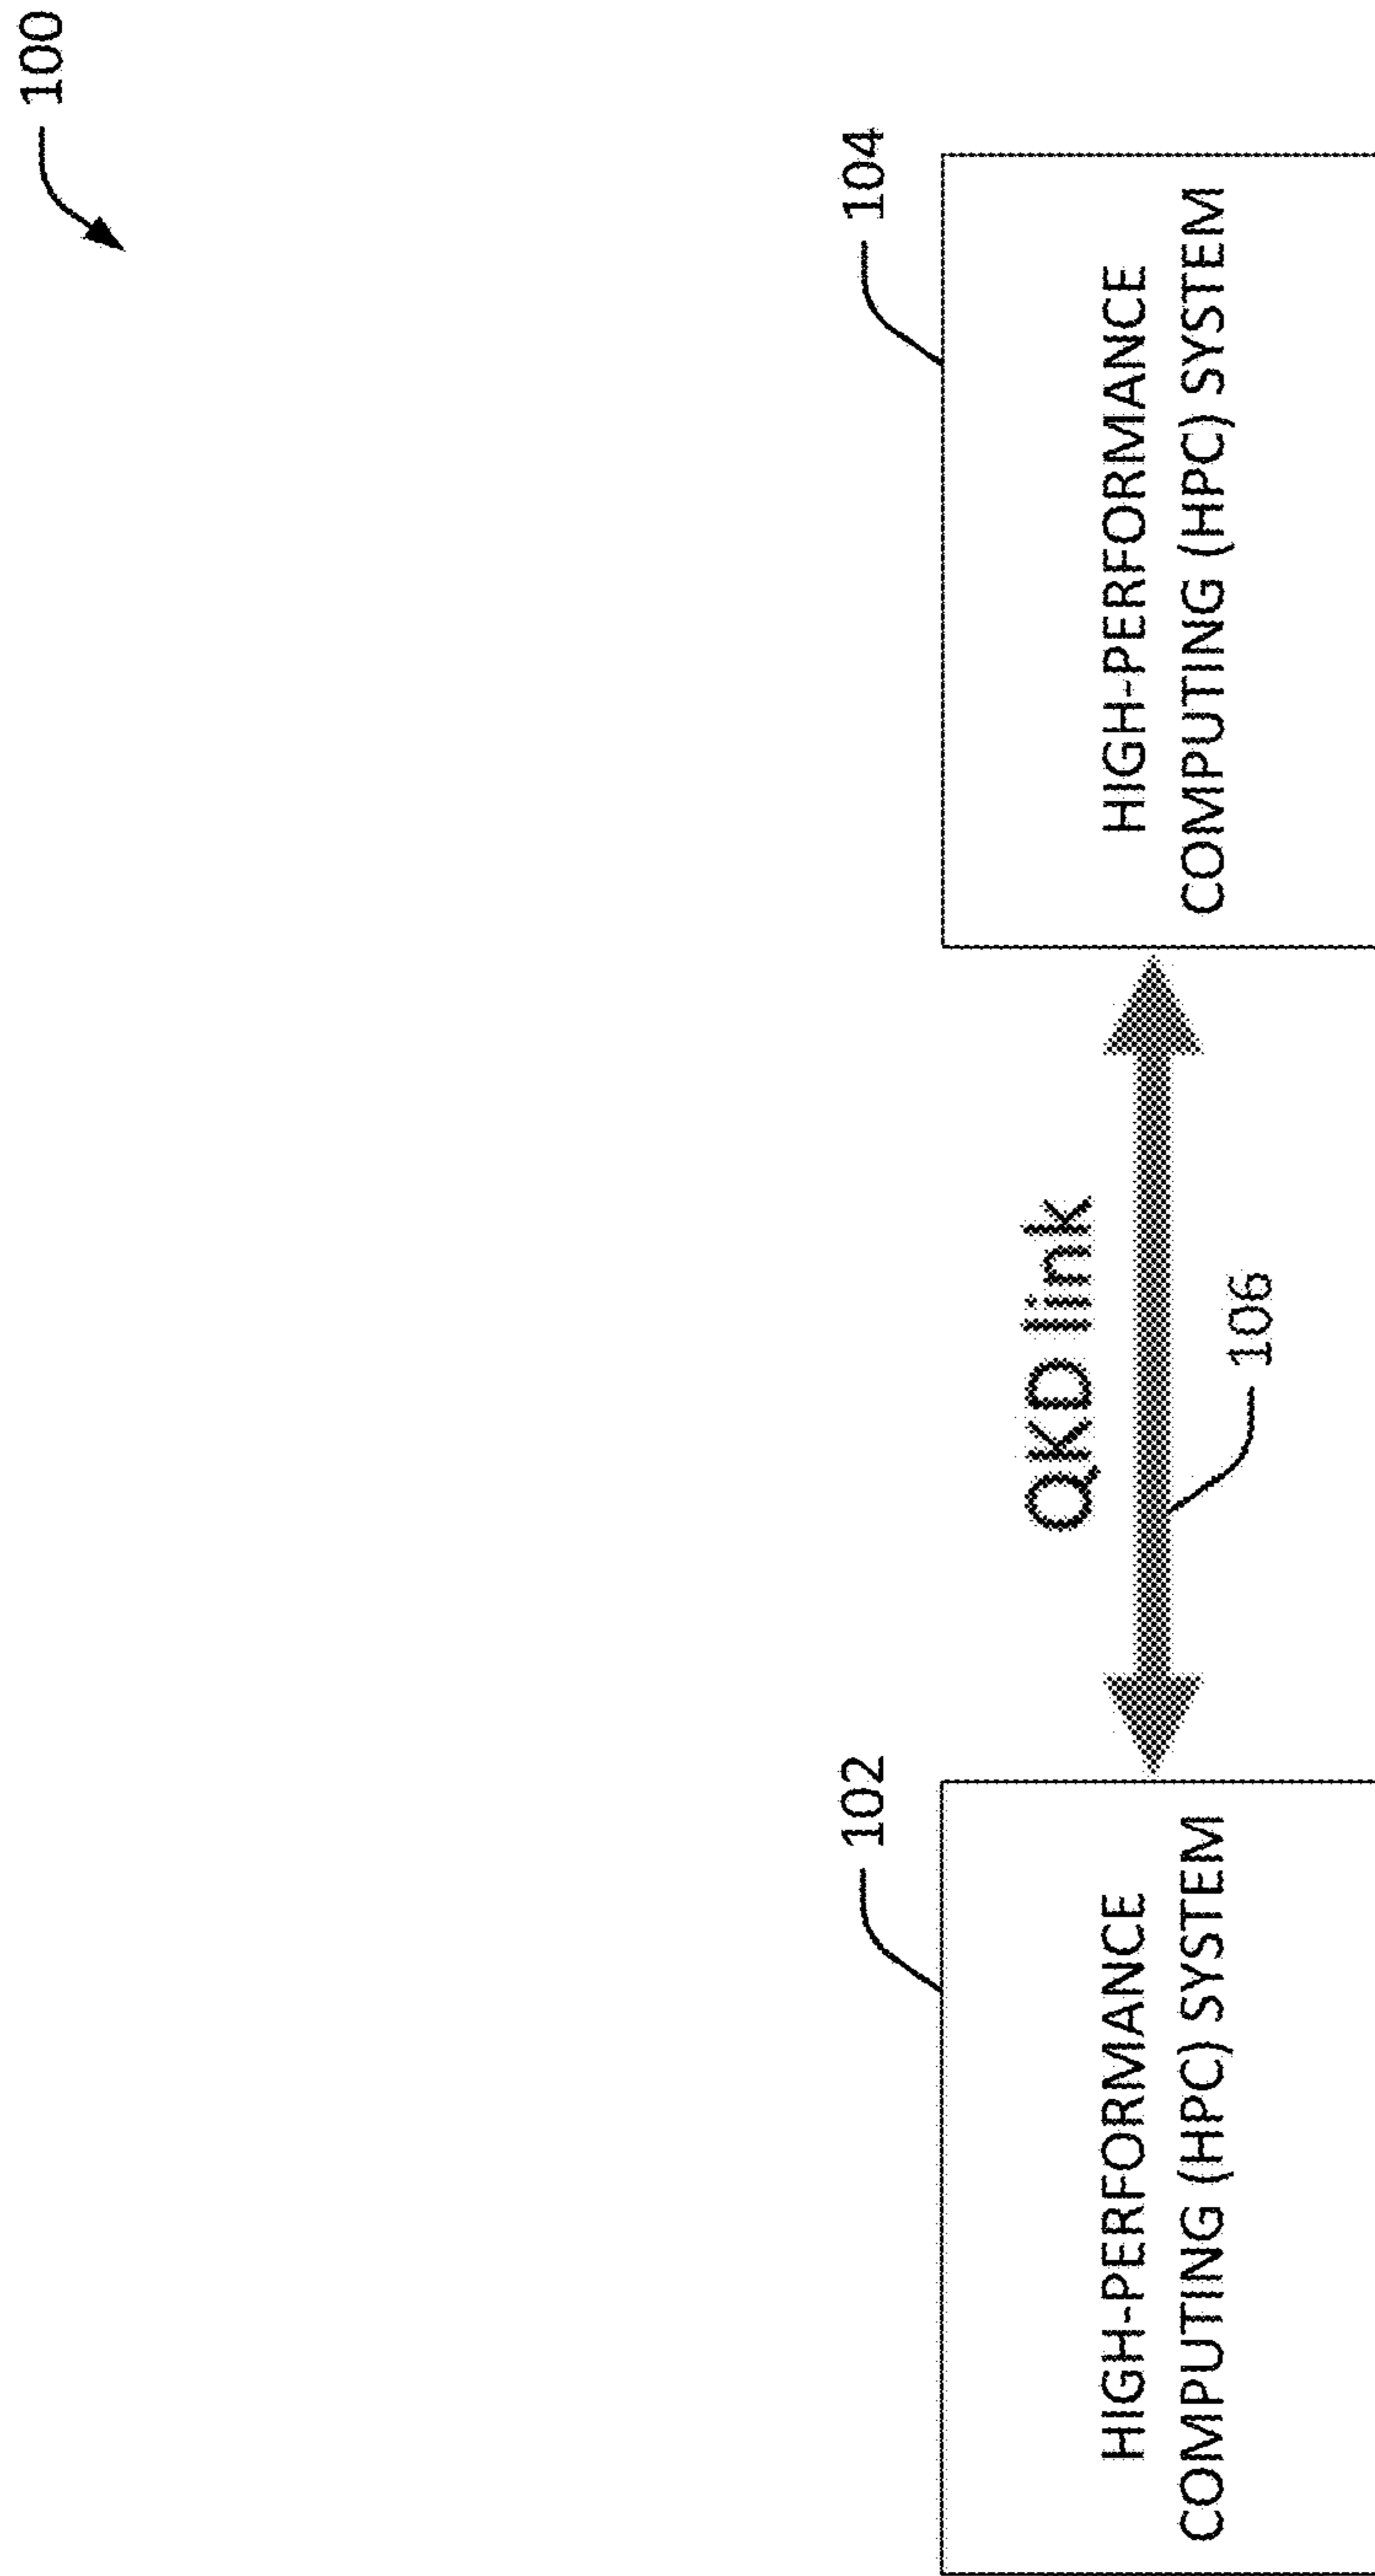 100
102
HIGH-PERFORMANCE
COMPUTING (HPC) SYSTEM
QKD link
106
104
HIGH-PERFORMANCE
COMPUTING (HPC) SYSTEM